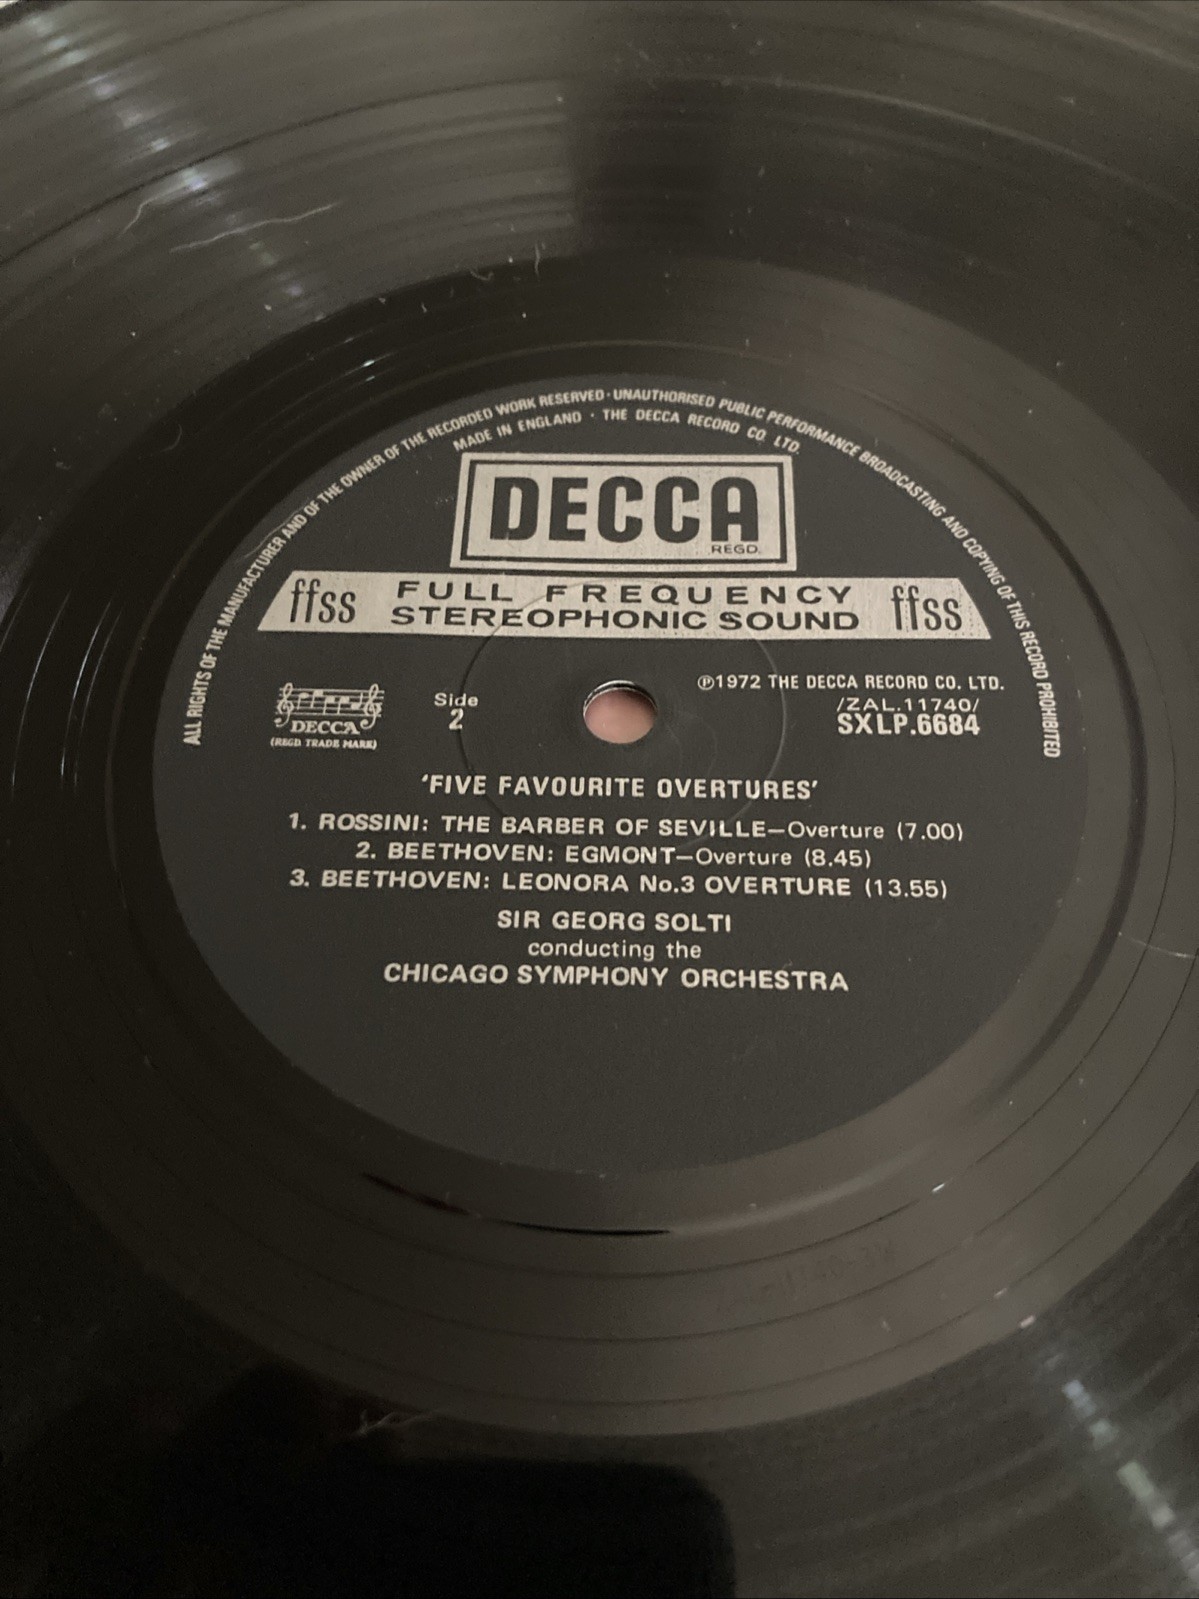 ALL RIGHTS OF THE MANUFACTURER AND OF THE OWNER OF THE RECORDED WORK RESERVED · UNAUTHORISED PUBLIC PERFORMANCE BROADCASTING AND COPYING OF THIS RECORD PROHIBITED
MADE IN ENGLAND · THE DECCA RECORD CO LTD.
DECCA
REGD.
ffss FULL FREQUENCY ffss
STEREOPHONIC SOUND
DECCA
(REGD TRADE MARK)
Side
2
℗1972 THE DECCA RECORD CO. LTD.
/ZAL.11740/
SXLP.6684
'FIVE FAVOURITE OVERTURES'
1. ROSSINI: THE BARBER OF SEVILLE—Overture (7.00)
2. BEETHOVEN: EGMONT—Overture (8.45)
3. BEETHOVEN: LEONORA No.3 OVERTURE (13.55)
SIR GEORG SOLTI
conducting the
CHICAGO SYMPHONY ORCHESTRA